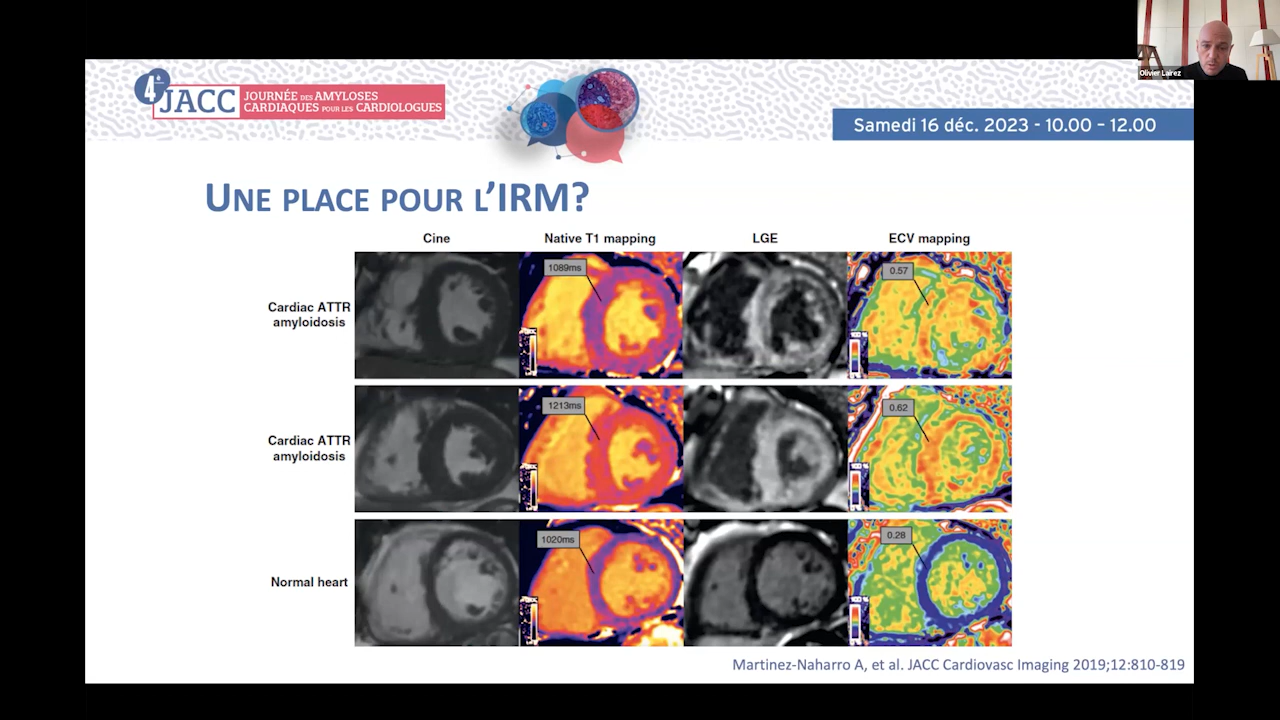 Olivier Lairez
4e
JACC
JOURNÉE DES AMYLOSES
CARDIAQUES POUR LES CARDIOLOGUES
Samedi 16 déc. 2023 - 10.00 – 12.00
UNE PLACE POUR L'IRM?
Cine
Native T1 mapping
LGE
ECV mapping
Cardiac ATTR
amyloidosis
1089ms
0.57
Cardiac ATTR
amyloidosis
1213ms
0.62
Normal heart
1020ms
0.28
Martinez-Naharro A, et al. JACC Cardiovasc Imaging 2019;12:810-819